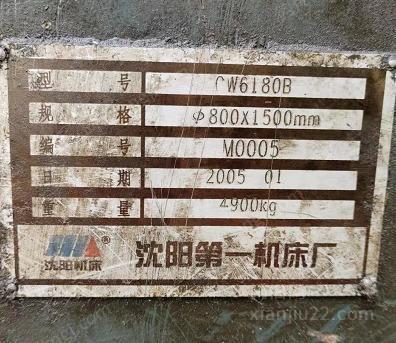 型 号 CW6180B
规 格 φ800X1500mm
编 号 M0005
日 期 2005 01
重 量 4900kg
® 沈阳机床 沈阳第一机床厂
xianjiu22.com